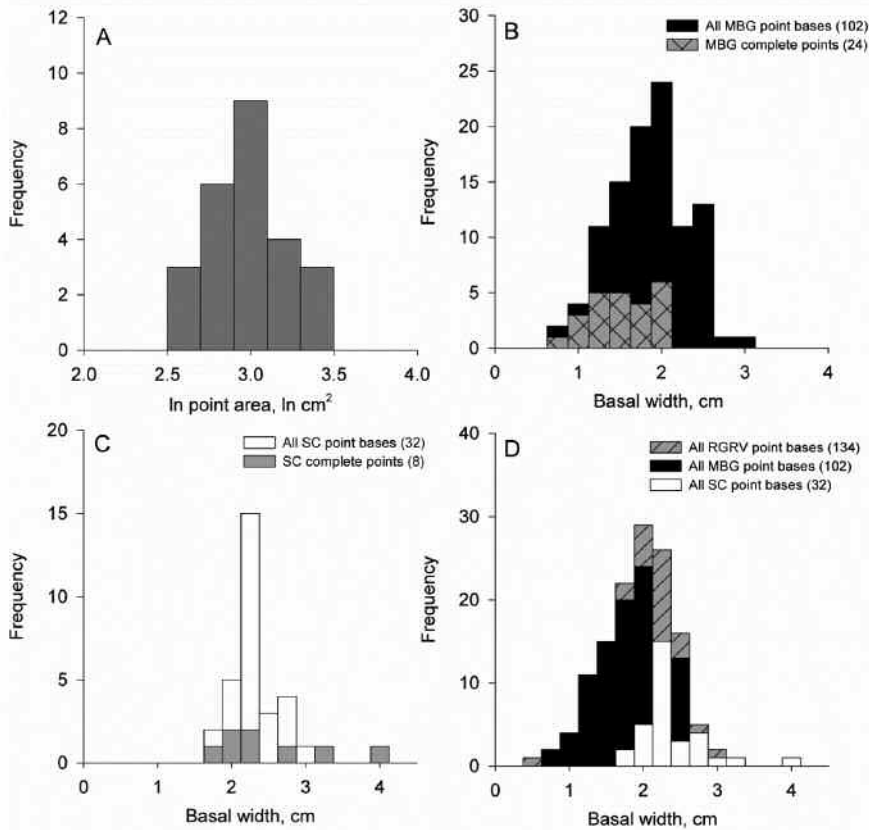 A
12
10
8
6
4
2
0
Frequency
2.0 2.5 3.0 3.5 4.0
ln point area, ln cm²
B
All MBG point bases (102)
MBG complete points (24)
30
25
20
15
10
5
0
Frequency
0 1 2 3 4
Basal width, cm
C
All SC point bases (32)
SC complete points (8)
20
15
10
5
0
Frequency
0 1 2 3 4
Basal width, cm
D
All RGRV point bases (134)
All MBG point bases (102)
All SC point bases (32)
40
30
20
10
0
Frequency
0 1 2 3 4
Basal width, cm